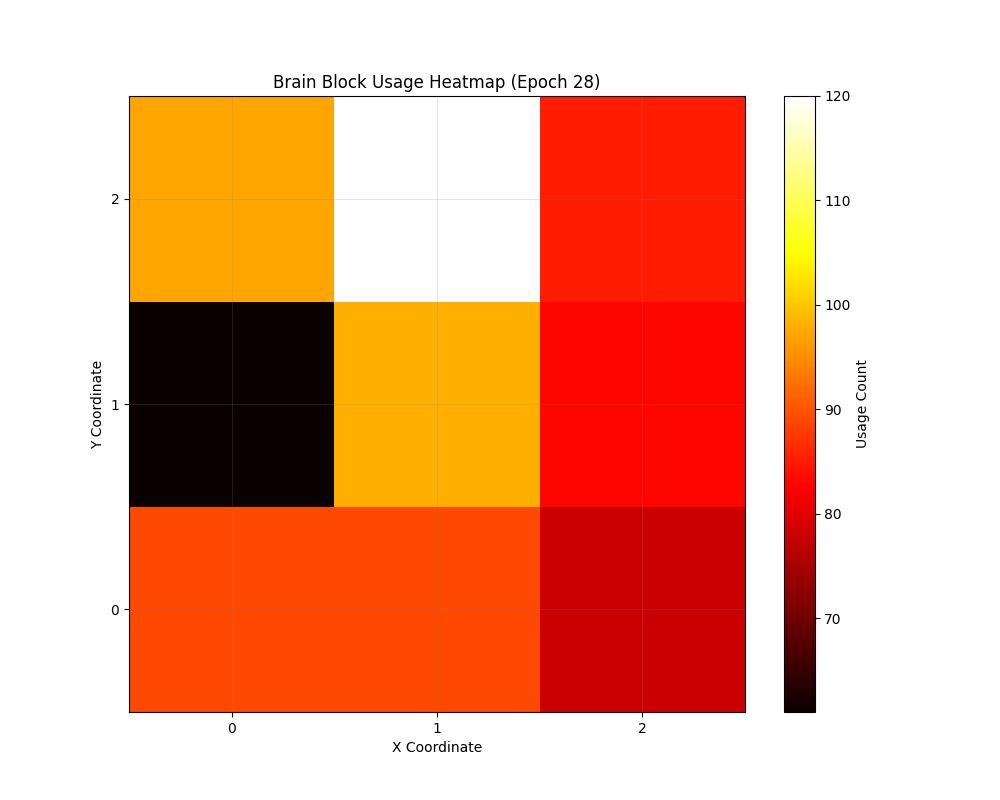 Brain Block Usage Heatmap (Epoch 28)
2
1
0
Y Coordinate
0 1 2
X Coordinate
120
110
100
90
80
70
Usage Count